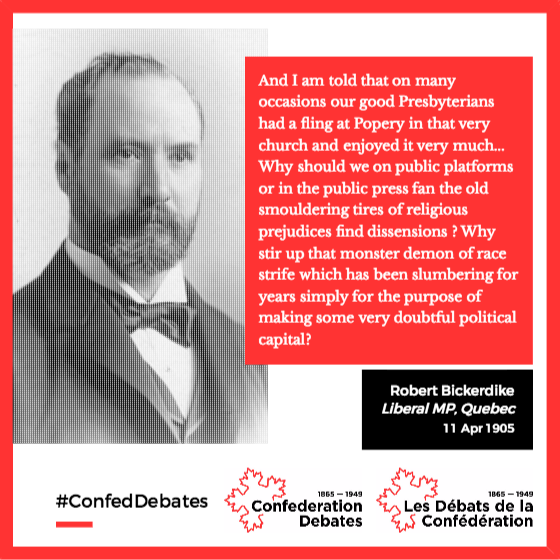 And I am told that on many
occasions our good Presbyterians
had a fling at Popery in that very
church and enjoyed it very much...
Why should we on public platforms
or in the public press fan the old
smouldering tires of religious
prejudices find dissensions ? Why
stir up that monster demon of race
strife which has been slumbering for
years simply for the purpose of
making some very doubtful political
capital?
Robert Bickerdike
Liberal MP, Quebec
11 Apr 1905
#ConfedDebates
1865 — 1949
Confederation
Debates
1865 — 1949
Les Débats de la
Confédération